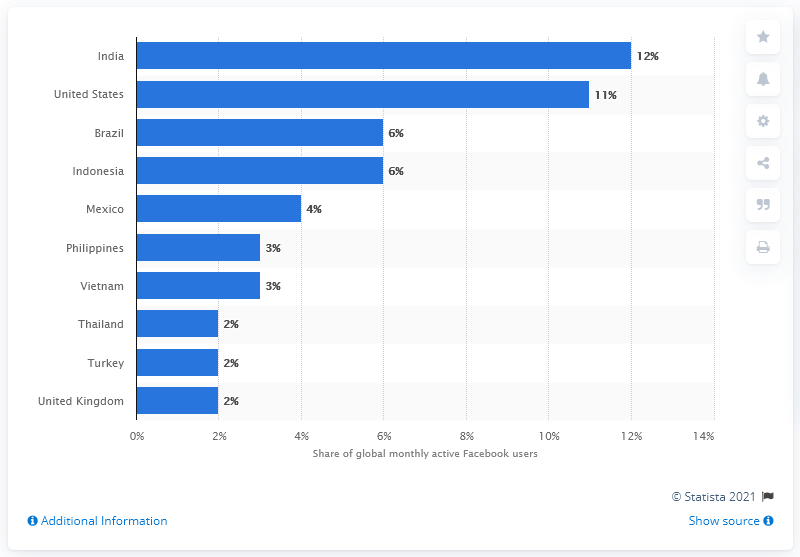 India 12%
United States 11%
Brazil 6%
Indonesia 6%
Mexico 4%
Philippines 3%
Vietnam 3%
Thailand 2%
Turkey 2%
United Kingdom 2%
0% 2% 4% 6% 8% 10% 12% 14%
Share of global monthly active Facebook users
© Statista 2021
Additional Information Show source